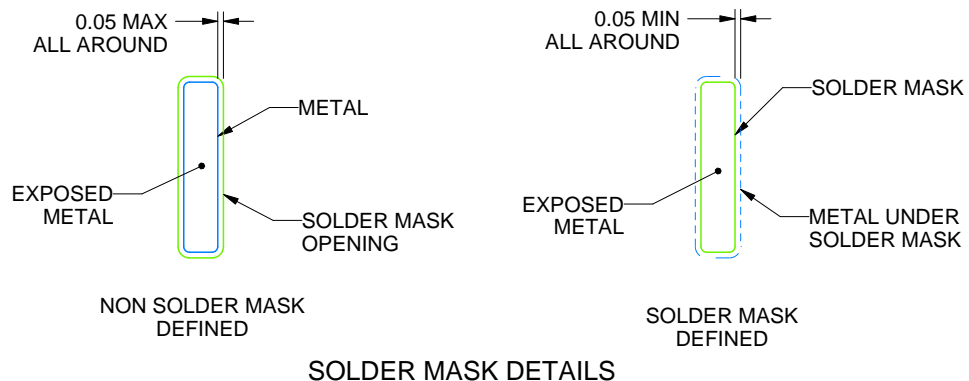 0.05 MAX
ALL AROUND
METAL
EXPOSED
METAL
SOLDER MASK
OPENING
NON SOLDER MASK
DEFINED
0.05 MIN
ALL AROUND
SOLDER MASK
EXPOSED
METAL
METAL UNDER
SOLDER MASK
SOLDER MASK
DEFINED
SOLDER MASK DETAILS